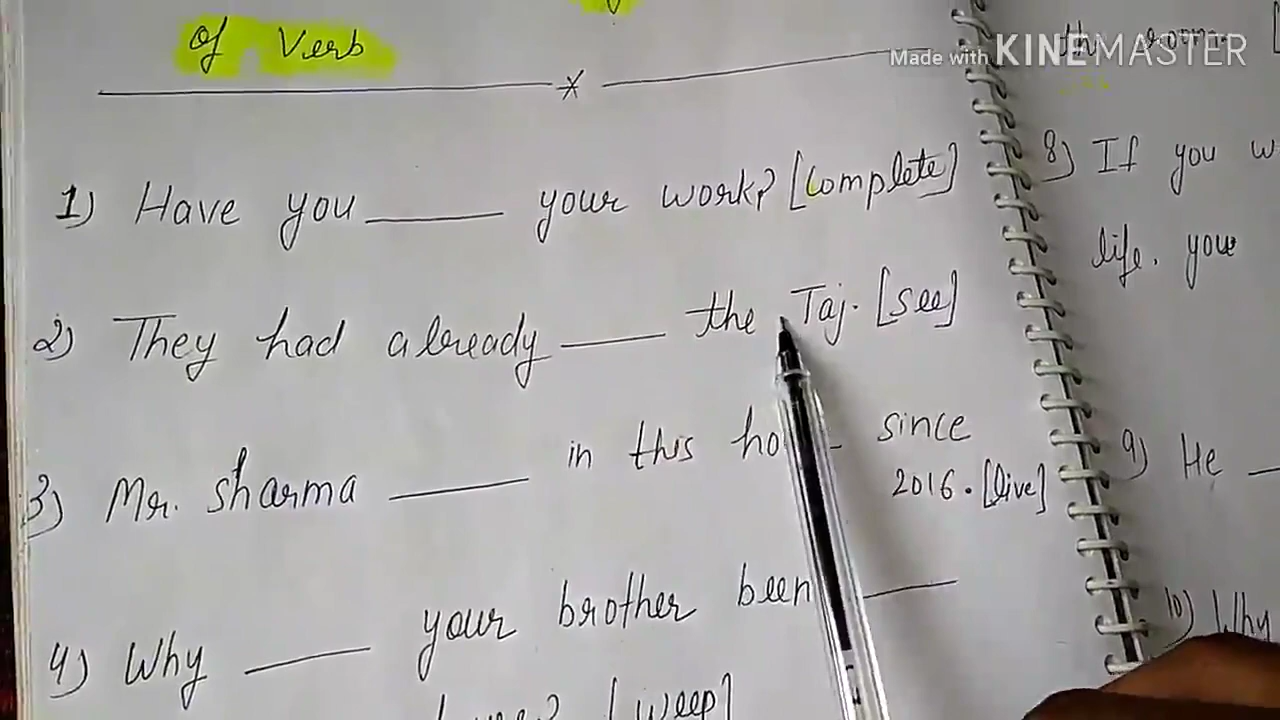 of Verb
Made with KINEMASTER
1) Have you ______ your work? [complete]
2) They had already ______ the Taj. [see]
3) Mr. Sharma ______ in this since
2016. [live]
4) Why ______ your brother been ______
[weep]
8) If you
life. you
9) He
10) Why